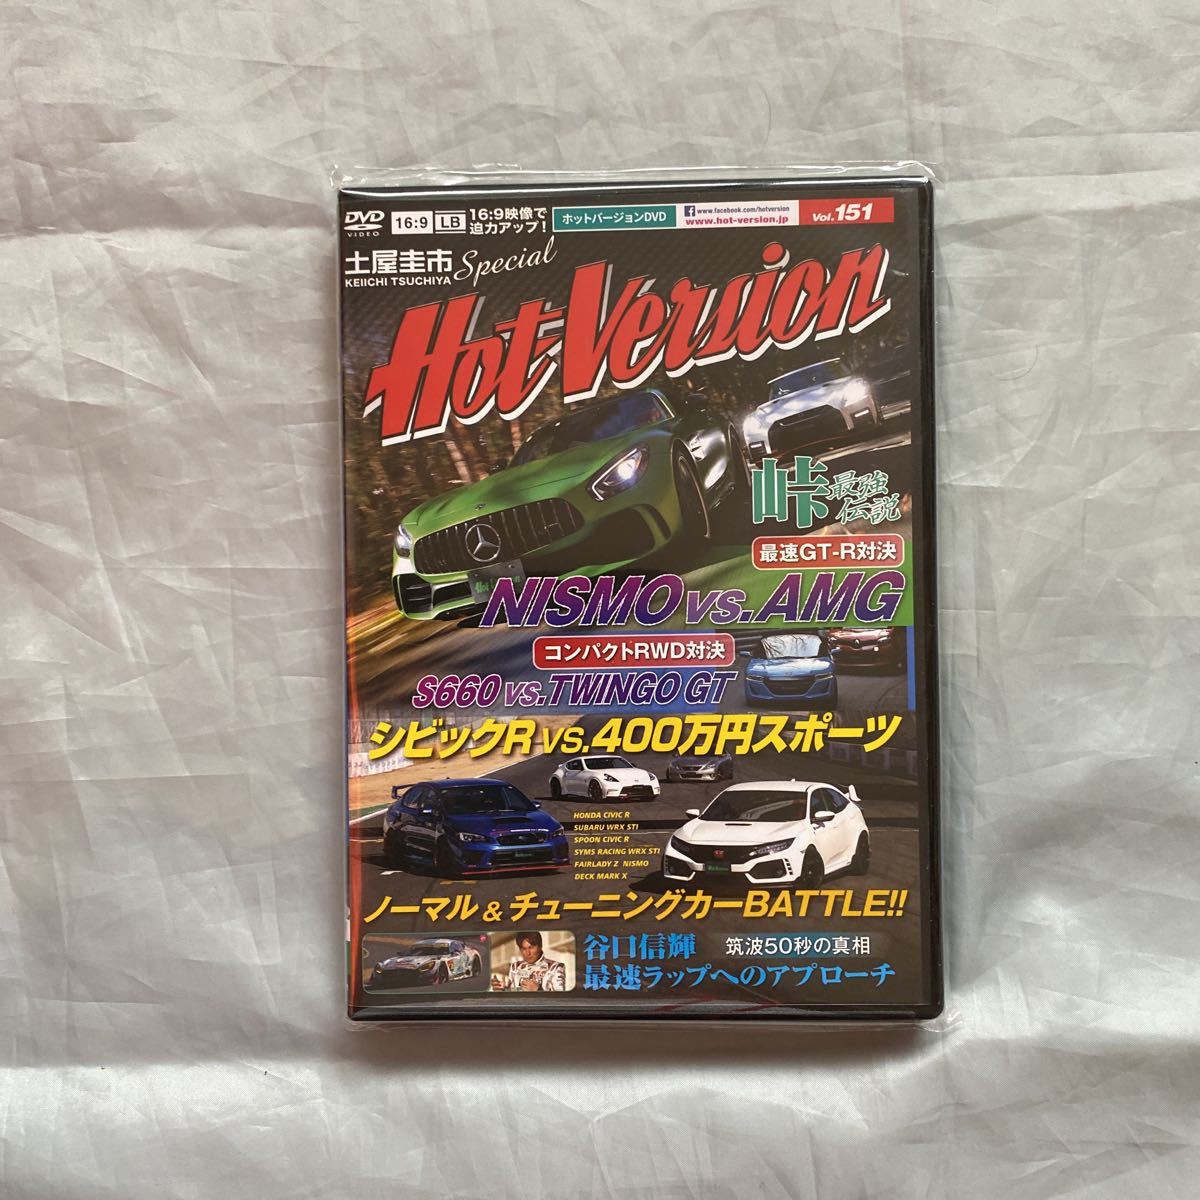 DVD VIDEO
16:9 LB
16:9映像で
迫力アップ!
ホットバージョンDVD
www.facebook.com/hotversion
www.hot-version.jp
Vol.151
土屋圭市 Special
KEIICHI TSUCHIYA
Hot-Version
峠 最強
伝説
最速GT-R対決
NISMO vs. AMG
コンパクトRWD対決
S660 vs. TWINGO GT
シビックR vs. 400万円スポーツ
HONDA CIVIC R
SUBARU WRX STI
SPOON CIVIC R
SYMS RACING WRX STI
FAIRLADY Z NISMO
DECK MARK X
ノーマル & チューニングカーBATTLE!!
谷口信輝 筑波50秒の真相
最速ラップへのアプローチ